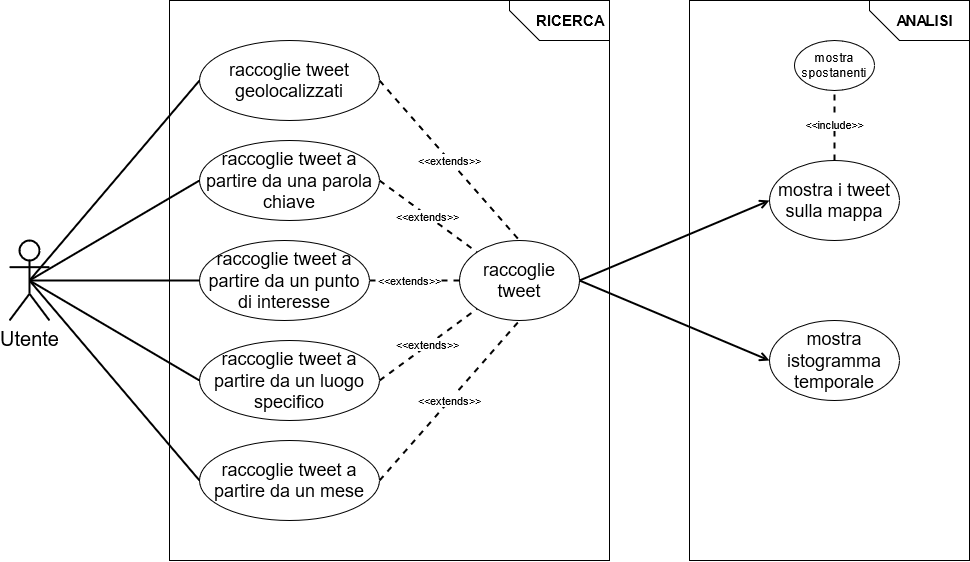 RICERCA
ANALISI
raccoglie tweet
geolocalizzati
<<extends>>
raccoglie tweet a
partire da una parola
chiave
<<extends>>
raccoglie tweet a
partire da un punto
di interesse
<<extends>>
raccoglie tweet a
partire da un luogo
specifico
<<extends>>
raccoglie tweet a
partire da un mese
<<extends>>
Utente
raccoglie
tweet
mostra
spostanenti
<<include>>
mostra i tweet
sulla mappa
mostra
istogramma
temporale